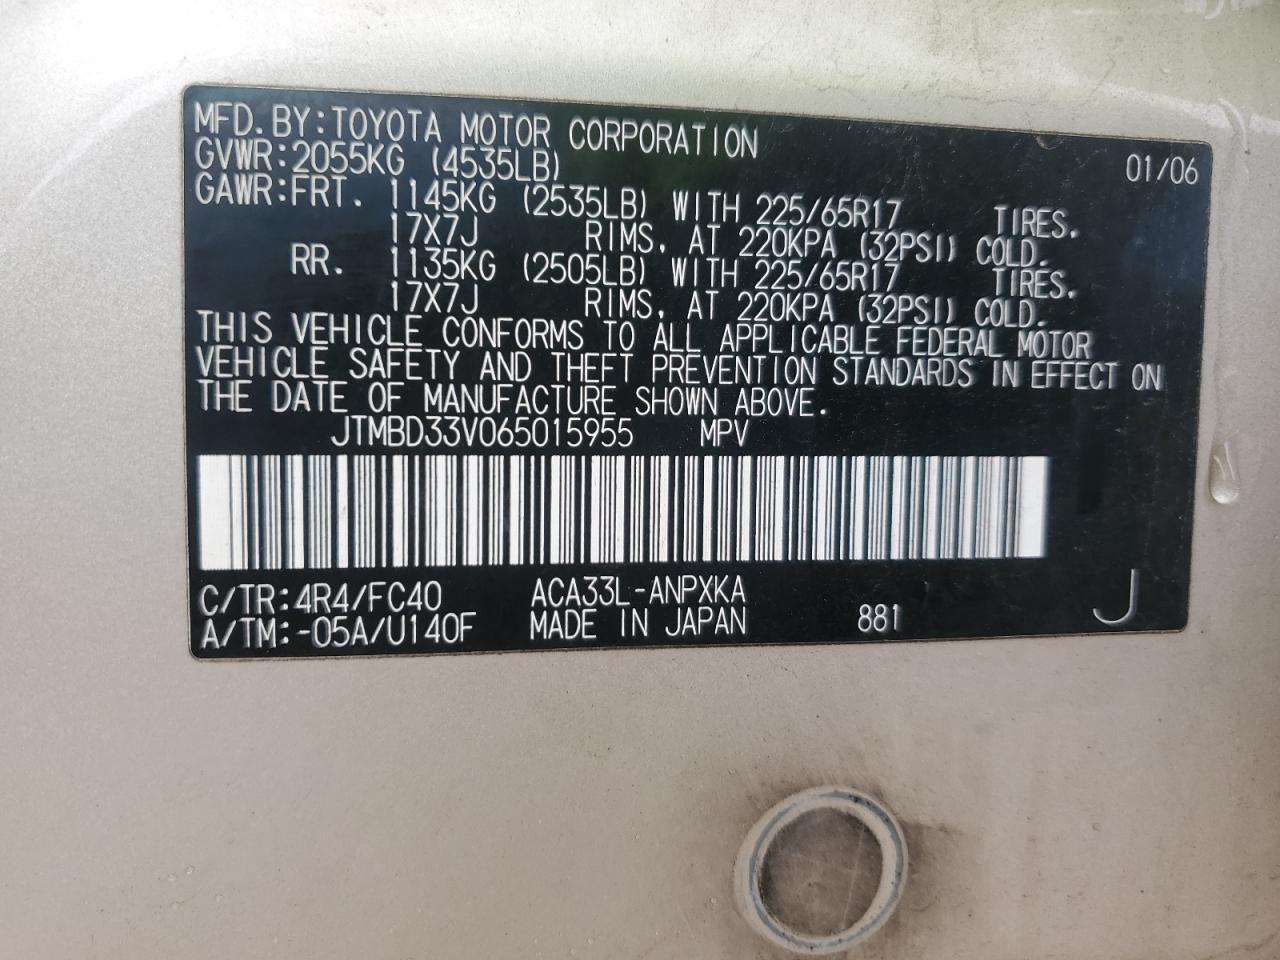 MFD.BY:TOYOTA MOTOR CORPORATION 01/06
GVWR:2055KG (4535LB)
GAWR:FRT. 1145KG (2535LB) WITH 225/65R17 TIRES.
17X7J RIMS, AT 220KPA (32PSI) COLD.
RR. 1135KG (2505LB) WITH 225/65R17 TIRES.
17X7J RIMS, AT 220KPA (32PSI) COLD.
THIS VEHICLE CONFORMS TO ALL APPLICABLE FEDERAL MOTOR
VEHICLE SAFETY AND THEFT PREVENTION STANDARDS IN EFFECT ON
THE DATE OF MANUFACTURE SHOWN ABOVE.
JTMBD33V065015955 MPV
C/TR:4R4/FC40 ACA33L-ANPXKA
A/TM:-05A/U140F MADE IN JAPAN 881 J